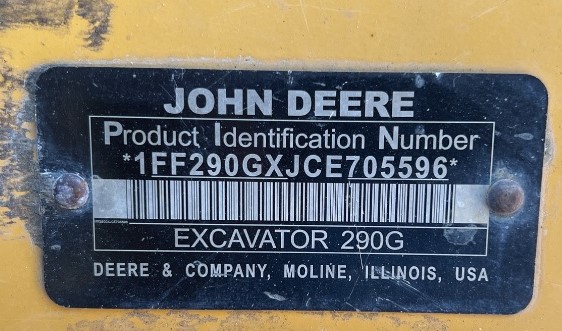 JOHN DEERE
Product Identification Number
*1FF290GXJCE705596*
EXCAVATOR 290G
DEERE & COMPANY, MOLINE, ILLINOIS, USA